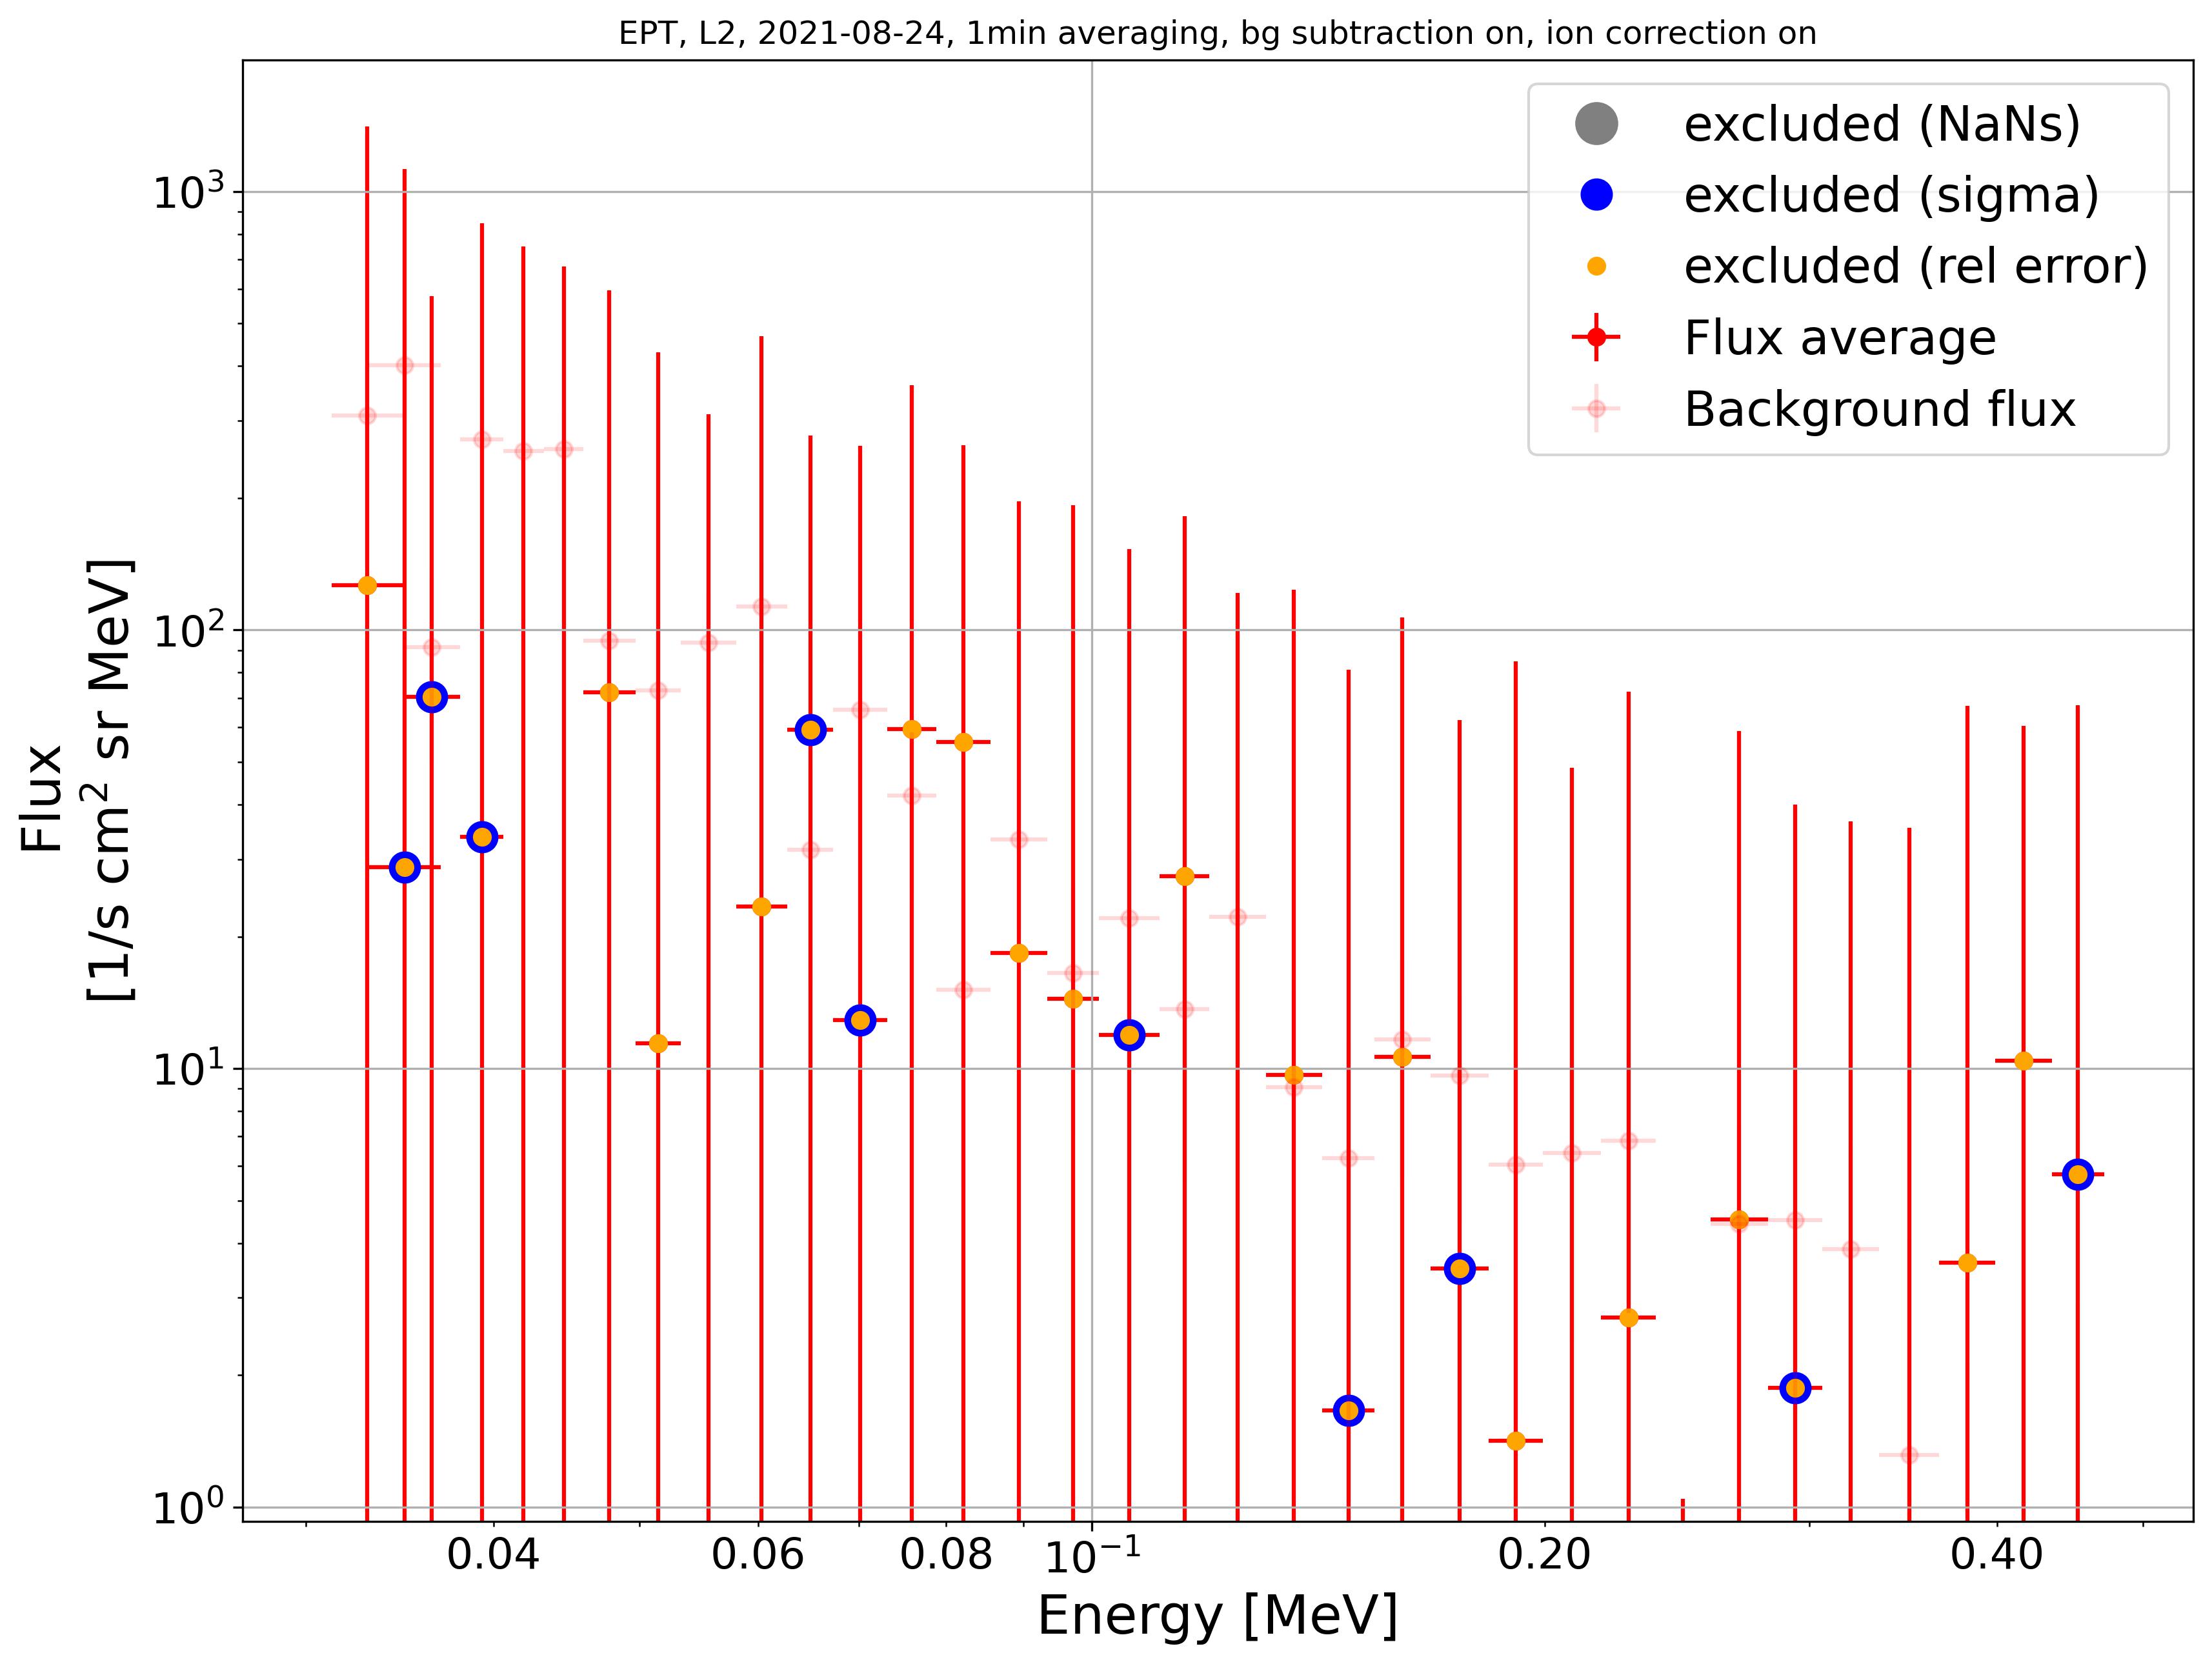 EPT, L2, 2021-08-24, 1min averaging, bg subtraction on, ion correction on
excluded (NaNs)
excluded (sigma)
excluded (rel error)
Flux average
Background flux
10³
10²
10¹
10⁰
Flux
[1/s cm² sr MeV]
0.04 0.06 0.08 10⁻¹ 0.20 0.40
Energy [MeV]